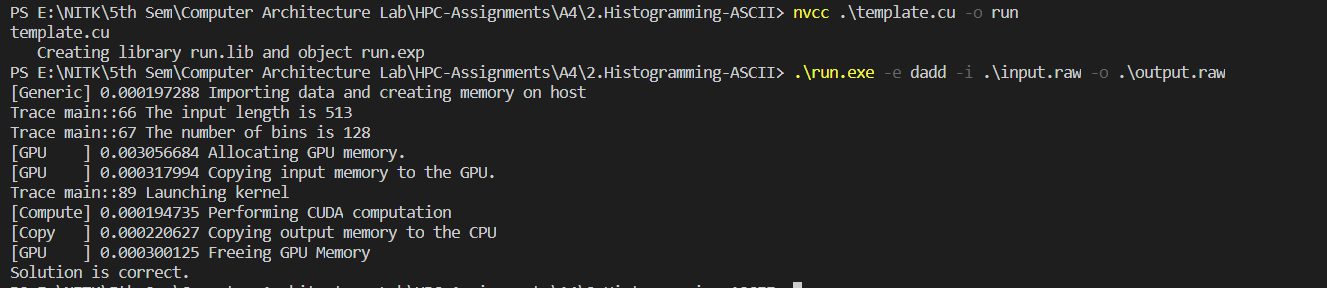 PS E:\NITK\5th Sem\Computer Architecture Lab\HPC-Assignments\A4\2.Histogramming-ASCII> nvcc .\template.cu -o run
template.cu
   Creating library run.lib and object run.exp
PS E:\NITK\5th Sem\Computer Architecture Lab\HPC-Assignments\A4\2.Histogramming-ASCII> .\run.exe -e dadd -i .\input.raw -o .\output.raw
[Generic] 0.000197288 Importing data and creating memory on host
Trace main::66 The input length is 513
Trace main::67 The number of bins is 128
[GPU    ] 0.003056684 Allocating GPU memory.
[GPU    ] 0.000317994 Copying input memory to the GPU.
Trace main::89 Launching kernel
[Compute] 0.000194735 Performing CUDA computation
[Copy   ] 0.000220627 Copying output memory to the CPU
[GPU    ] 0.000300125 Freeing GPU Memory
Solution is correct.